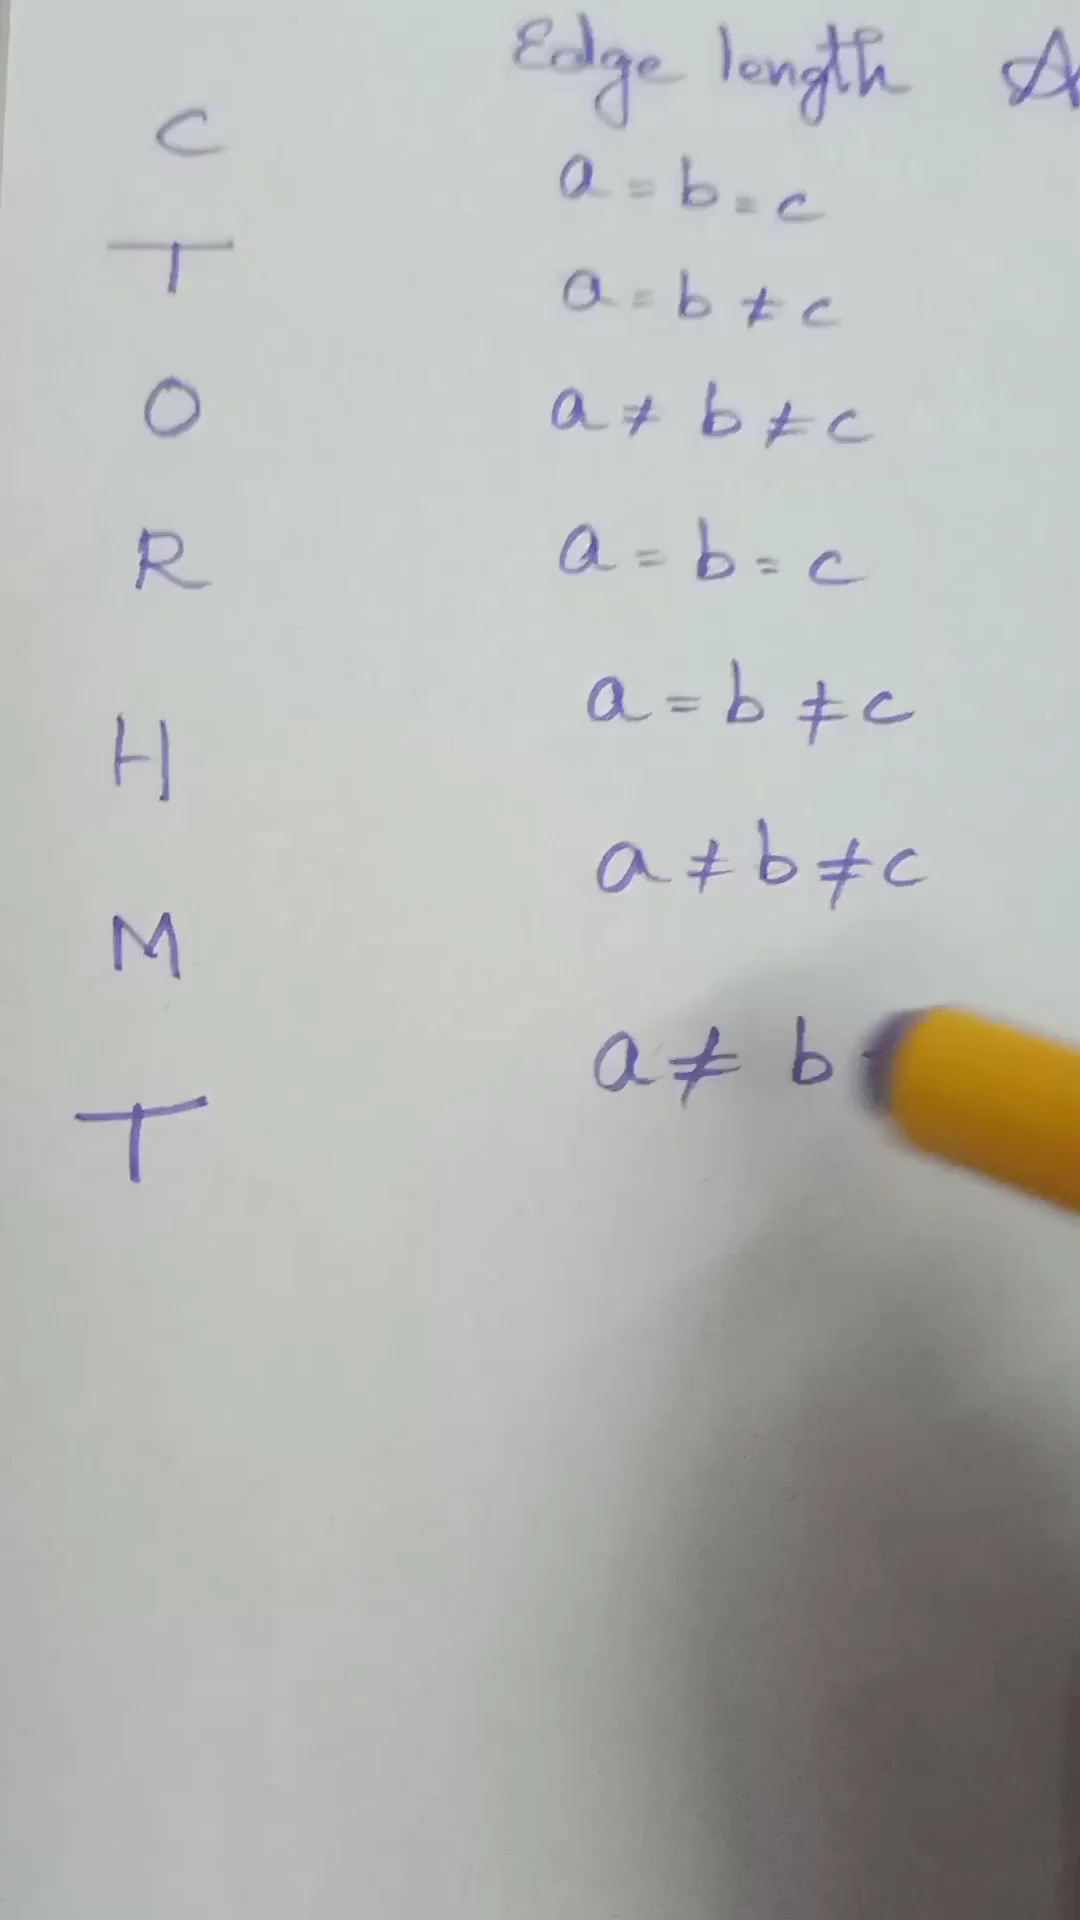 Edge length
C a = b = c
T a = b ≠ c
O a ≠ b ≠ c
R a = b = c
H a = b ≠ c
M a ≠ b ≠ c
T a ≠ b